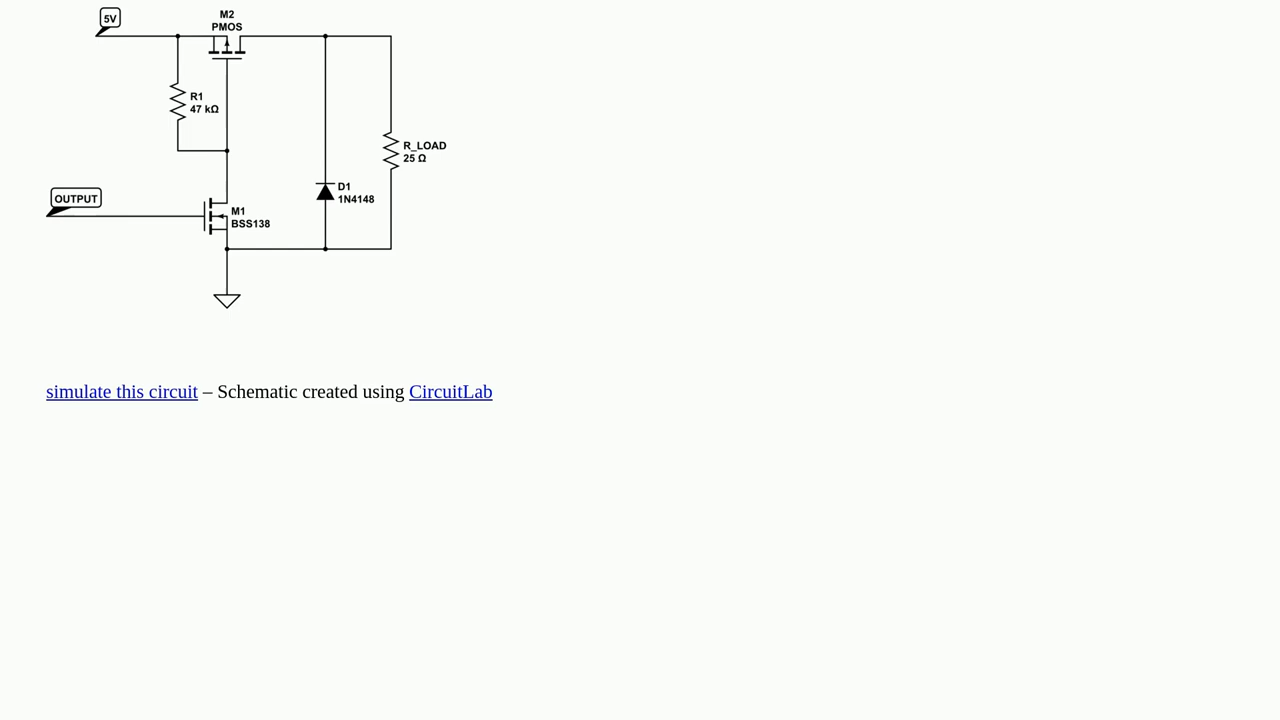 5V
M2
PMOS
R1
47 kΩ
R_LOAD
25 Ω
D1
1N4148
OUTPUT
M1
BSS138
simulate this circuit – Schematic created using CircuitLab